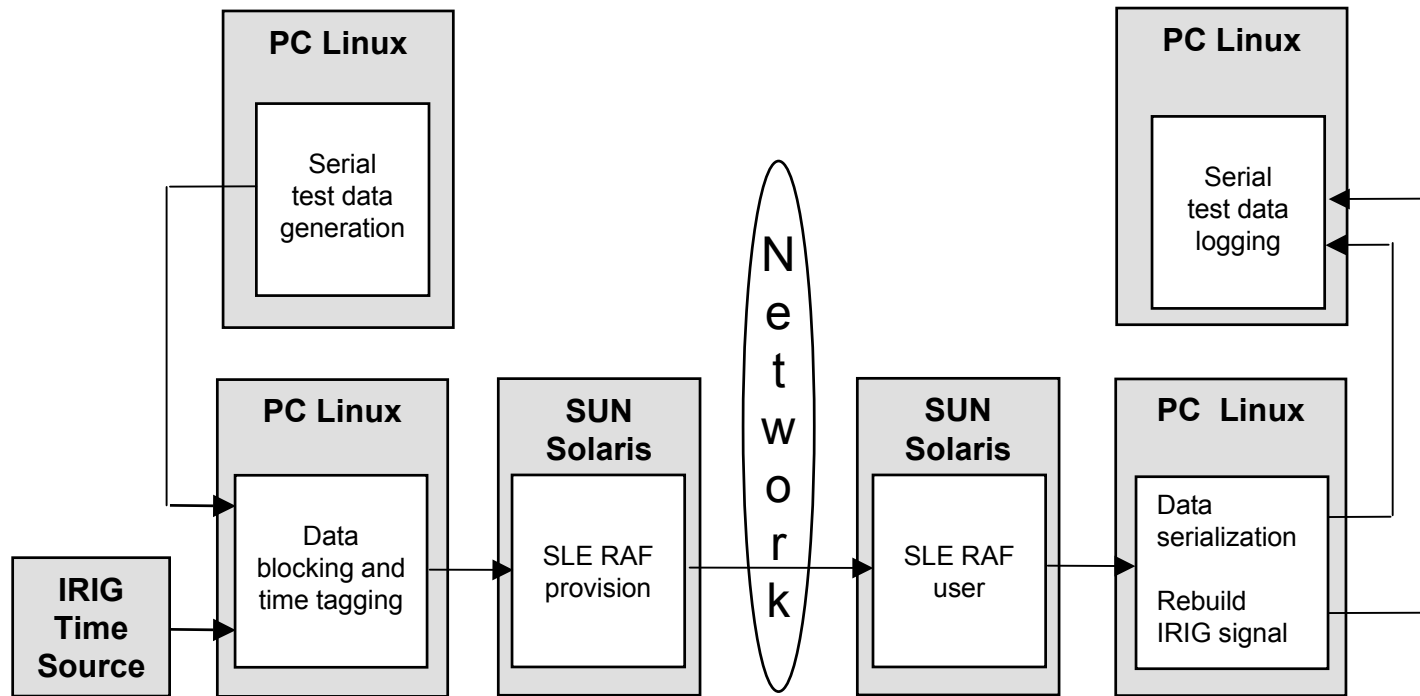 PC Linux
Serial
test data
generation
PC Linux
Serial
test data
logging
Network
PC Linux
Data
blocking and
time tagging
SUN
Solaris
SLE RAF
provision
SUN
Solaris
SLE RAF
user
PC Linux
Data
serialization
Rebuild
IRIG signal
IRIG
Time
Source